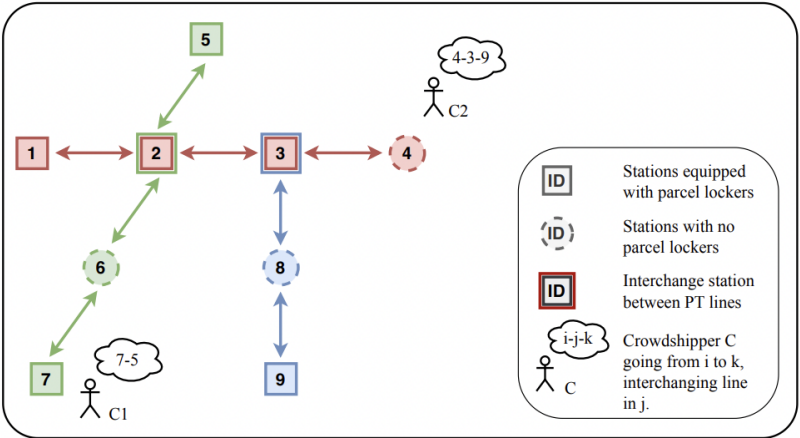 5
4-3-9
C2
1
2
3
4
6
8
7-5
7
9
C1
ID
Stations equipped
with parcel lockers
ID
Stations with no
parcel lockers
ID
Interchange station
between PT lines
i-j-k
C
Crowdshipper C
going from i to k,
interchanging line
in j.